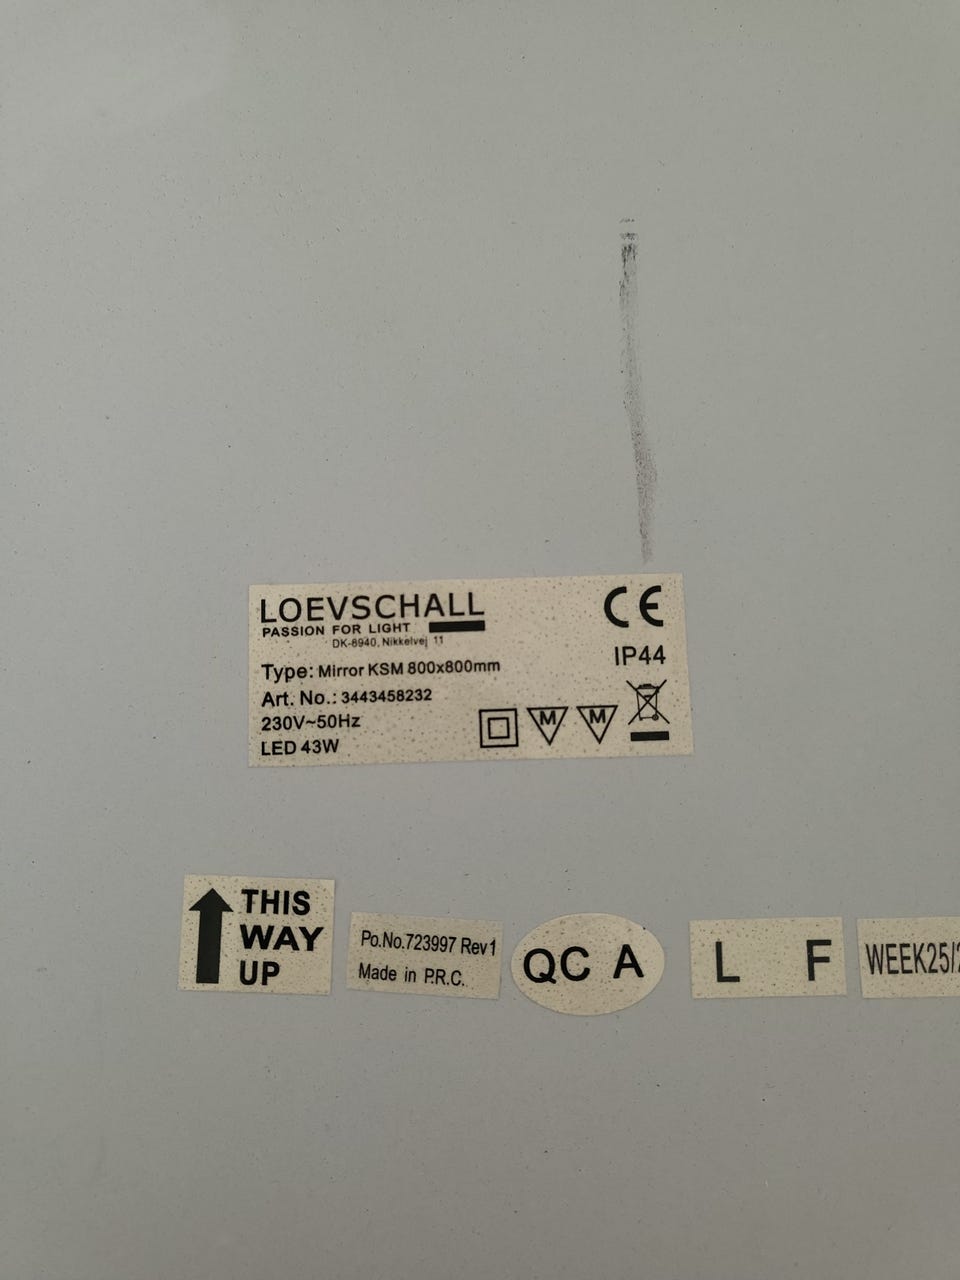 LOEVSCHALL
PASSION FOR LIGHT
DK-8940, Nikkelvej 11
Type: Mirror KSM 800x800mm
Art. No.: 3443458232
230V~50Hz
LED 43W
CE
IP44
M M
THIS
WAY
UP
Po.No.723997 Rev1
Made in P.R.C.
QC A
L F
WEEK25/